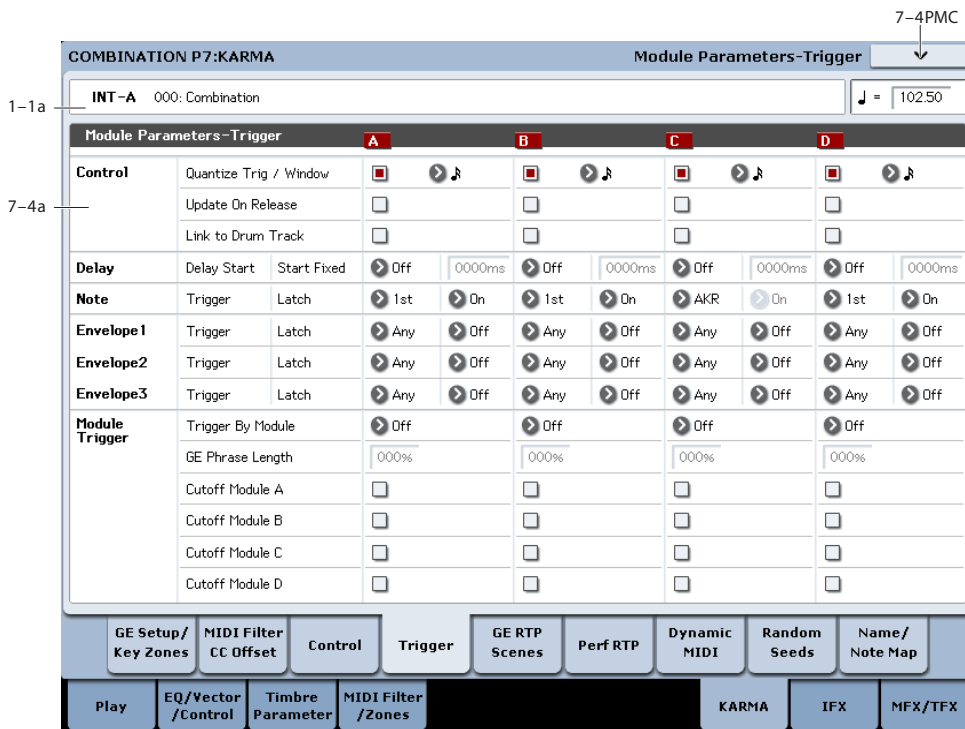 7–4PMC
COMBINATION P7:KARMA
Module Parameters-Trigger
1–1a
INT-A 000: Combination
♩ = 102.50
Module Parameters-Trigger A B C D
7–4a
Control Quantize Trig / Window
Update On Release
Link to Drum Track
Delay Delay Start Start Fixed Off 0000ms Off 0000ms Off 0000ms Off 0000ms
Note Trigger Latch 1st On 1st On AKR On 1st On
Envelope1 Trigger Latch Any Off Any Off Any Off Any Off
Envelope2 Trigger Latch Any Off Any Off Any Off Any Off
Envelope3 Trigger Latch Any Off Any Off Any Off Any Off
Module
Trigger
Trigger By Module Off Off Off Off
GE Phrase Length 000% 000% 000% 000%
Cutoff Module A
Cutoff Module B
Cutoff Module C
Cutoff Module D
GE Setup/
Key Zones
MIDI Filter
CC Offset
Control
Trigger
GE RTP
Scenes
Perf RTP
Dynamic
MIDI
Random
Seeds
Name/
Note Map
Play
EQ/Vector
/Control
Timbre
Parameter
MIDI Filter
/Zones
KARMA
IFX
MFX/TFX